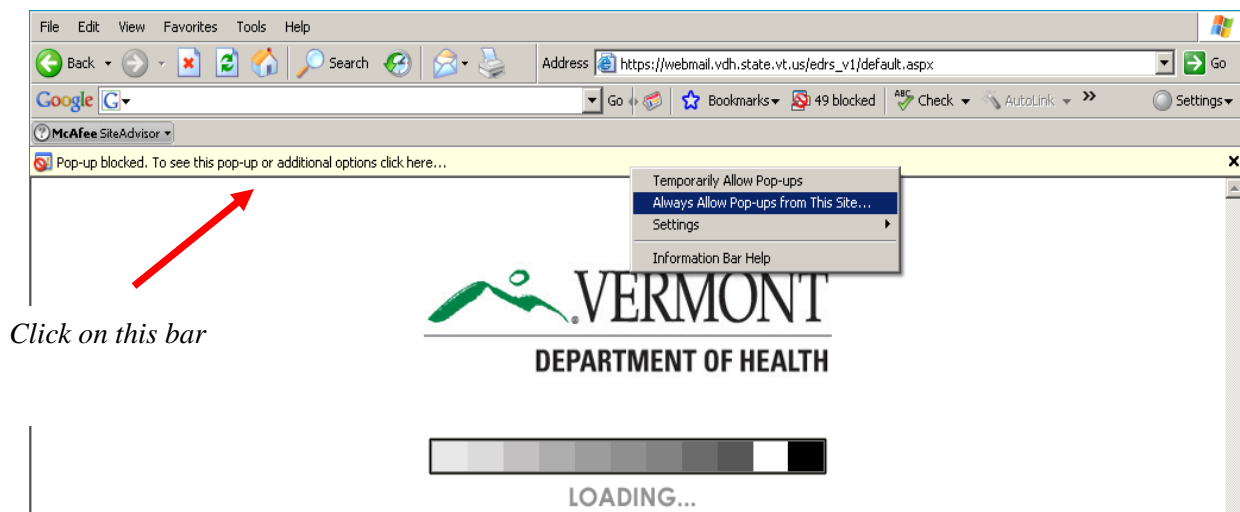 File Edit View Favorites Tools Help
Back Search Address https://webmail.vdh.state.vt.us/edrs_v1/default.aspx Go
Google G Go Bookmarks 49 blocked ABC Check AutoLink » Settings
? McAfee SiteAdvisor
Pop-up blocked. To see this pop-up or additional options click here... x
Temporarily Allow Pop-ups
Always Allow Pop-ups from This Site...
Settings
Information Bar Help
VERMONT
Click on this bar
DEPARTMENT OF HEALTH
LOADING...